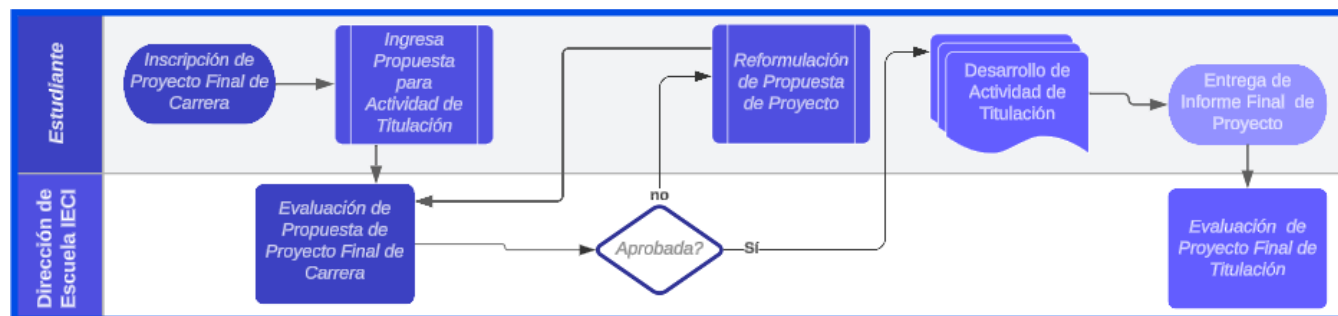 Estudiante
Inscripción de
Proyecto Final de
Carrera
Ingresa
Propuesta
para
Actividad de
Titulación
Reformulación
de Propuesta
de Proyecto
Desarrollo de
Actividad de
Titulación
Entrega de
Informe Final de
Proyecto
Dirección de
Escuela IECI
Evaluación de
Propuesta de
Proyecto Final de
Carrera
Aprobada?
no
Sí
Evaluación de
Proyecto Final de
Titulación